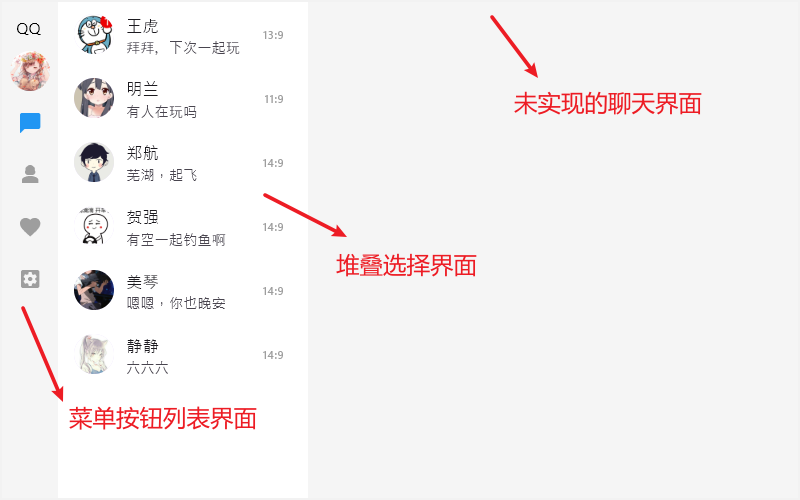 QQ
王虎
13:9
拜拜，下次一起玩
明兰
11:9
有人在玩吗
郑航
14:9
芜湖，起飞
贺强
14:9
有空一起钓鱼啊
美琴
14:9
嗯嗯，你也晚安
静静
14:9
六六六
未实现的聊天界面
堆叠选择界面
菜单按钮列表界面